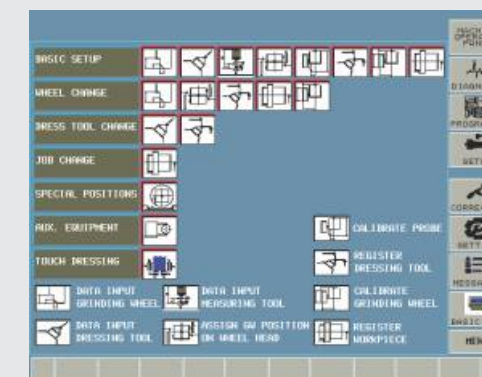 BASIC SETUP
WHEEL CHANGE
DRESS TOOL CHANGE
JOB CHANGE
SPECIAL POSITIONS
AUX. EQUIPMENT
TOUCH DRESSING
CALIBRATE PROBE
REGISTER
DRESSING TOOL
DATA INPUT
GRINDING WHEEL
DATA INPUT
MEASURING TOOL
CALIBRATE
GRINDING WHEEL
DATA INPUT
DRESSING TOOL
ASSIGN GW POSITION
ON WHEEL HEAD
REGISTER
WORKPIECE
DIAGN
PROGRA
SET
CORRE
SETT
MESSA
BASIC
MEN